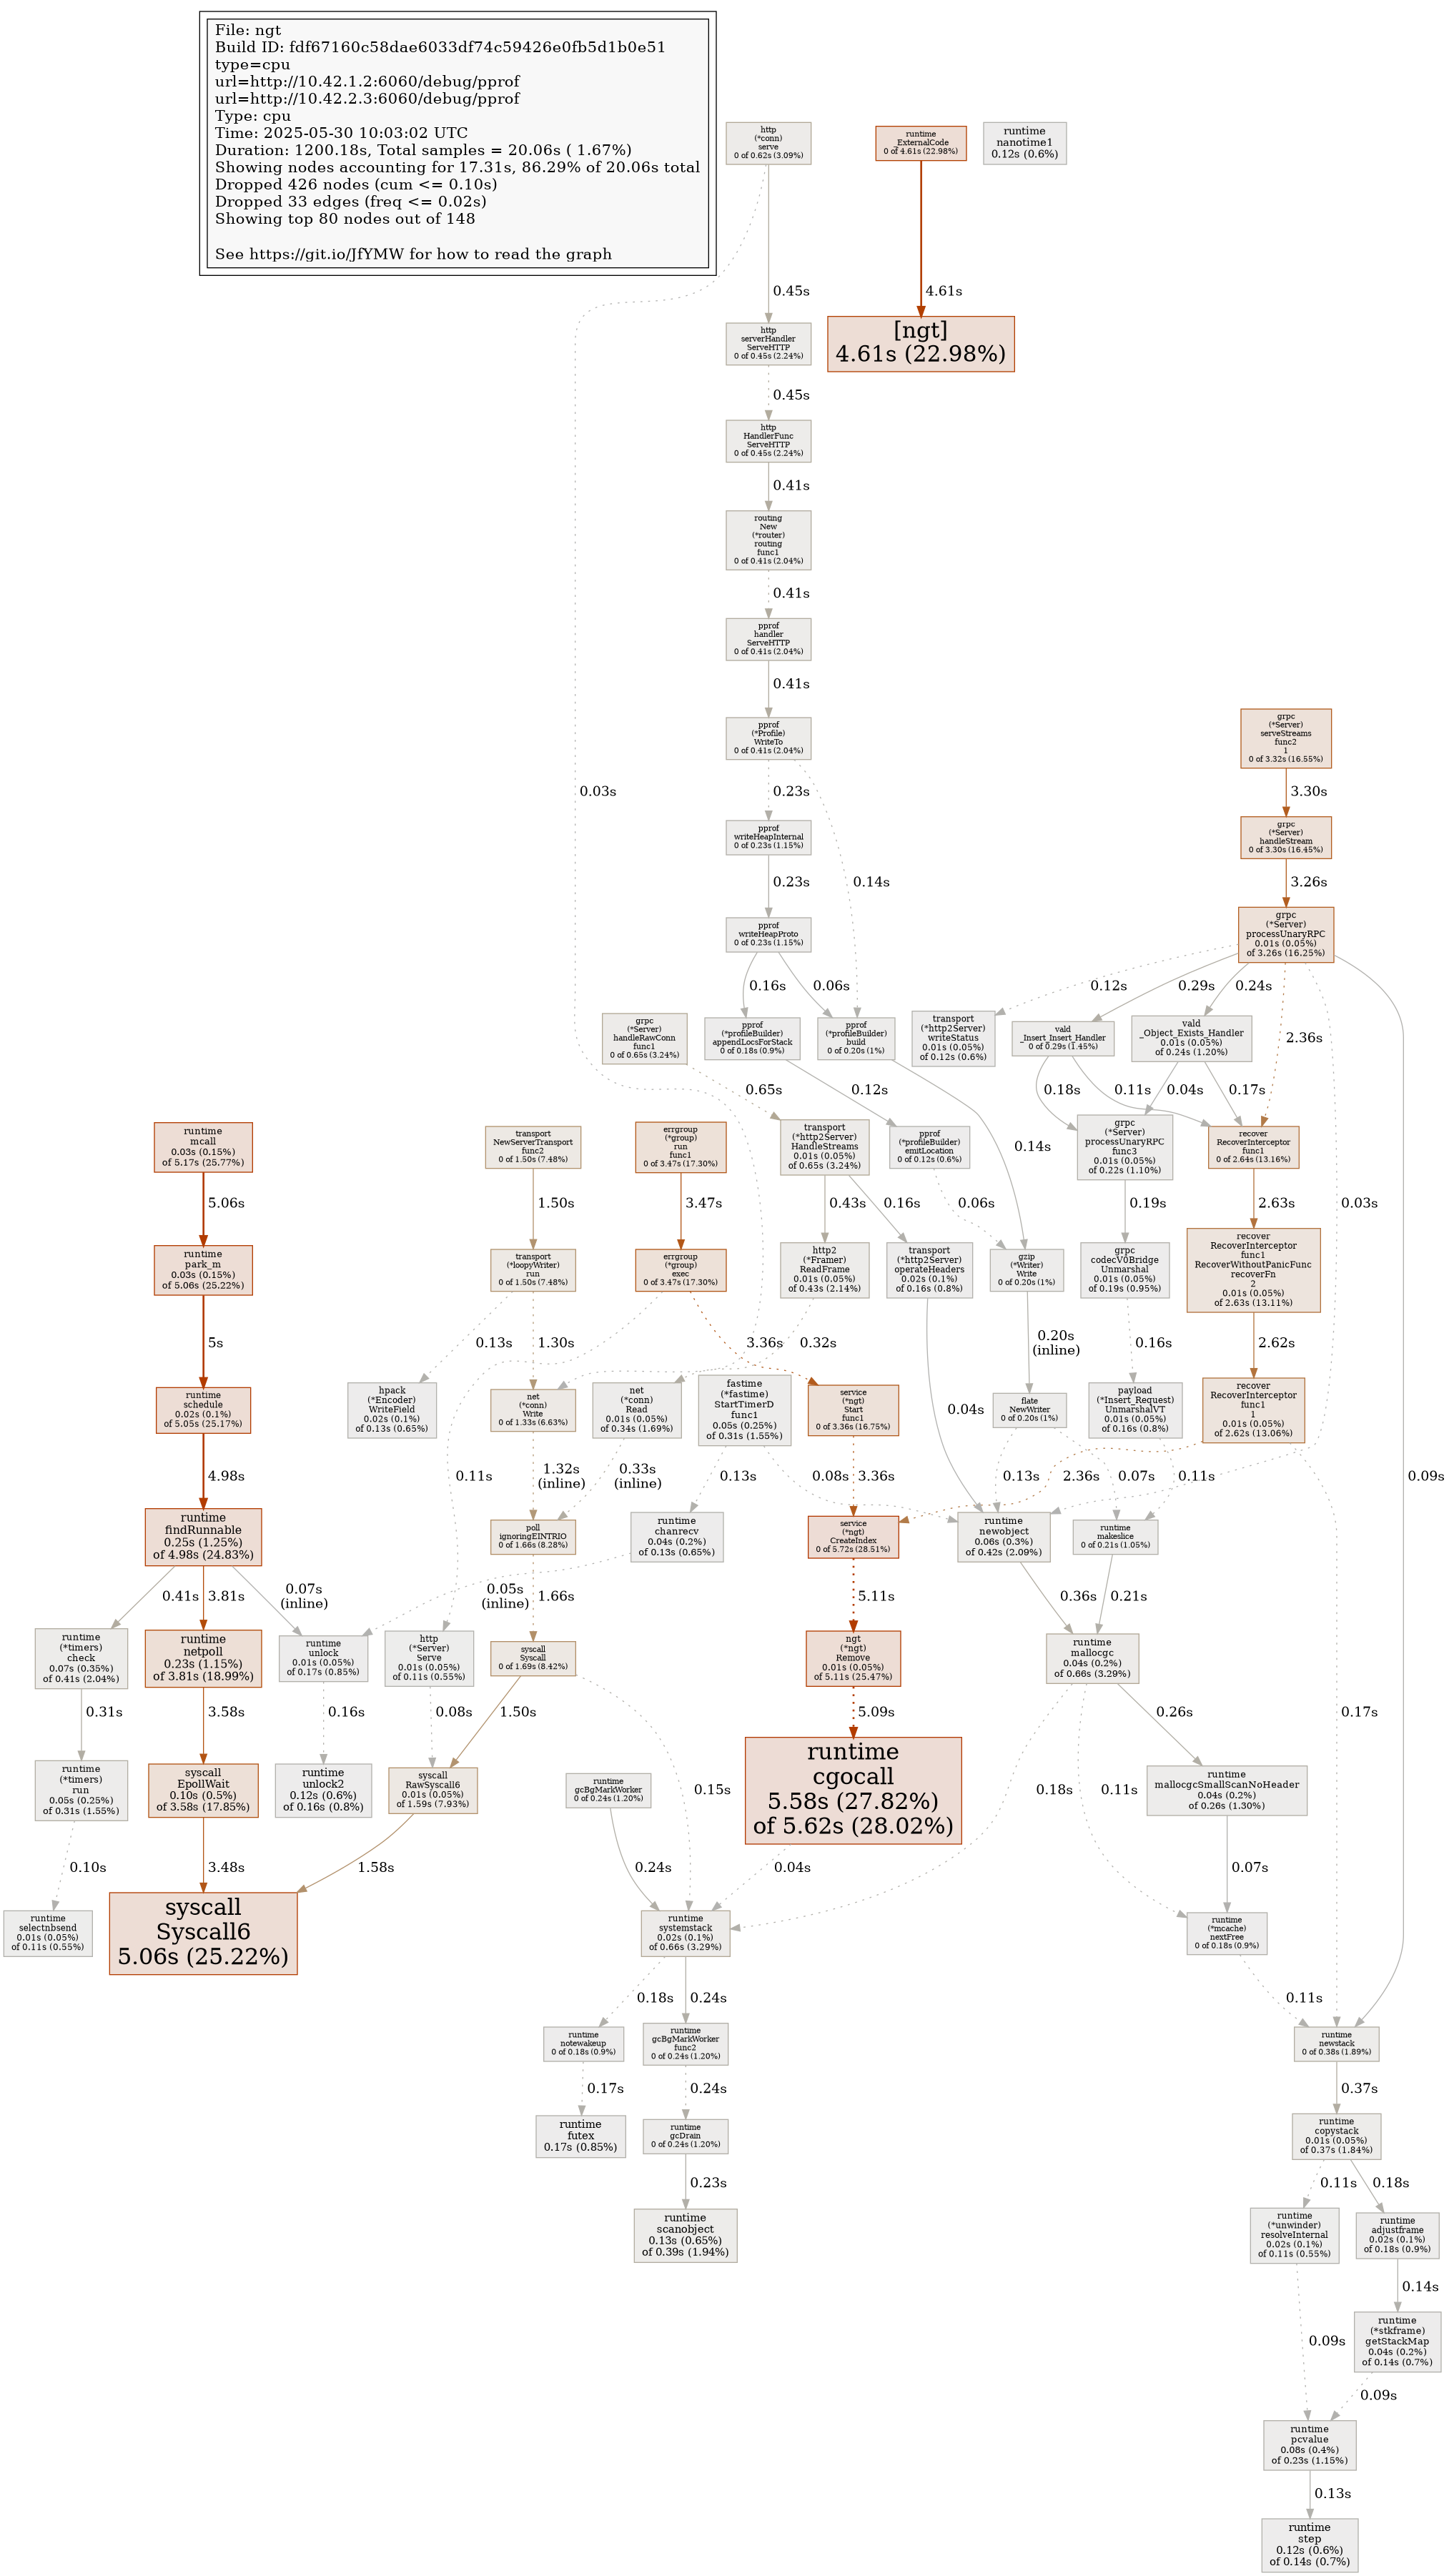 File: ngt
Build ID: fdf67160c58dae6033df74c59426e0fb5d1b0e51
type=cpu
url=http://10.42.1.2:6060/debug/pprof
url=http://10.42.2.3:6060/debug/pprof
Type: cpu
Time: 2025-05-30 10:03:02 UTC
Duration: 1200.18s, Total samples = 20.06s ( 1.67%)
Showing nodes accounting for 17.31s, 86.29% of 20.06s total
Dropped 426 nodes (cum <= 0.10s)
Dropped 33 edges (freq <= 0.02s)
Showing top 80 nodes out of 148
See https://git.io/JfYMW for how to read the graph
http
(*conn)
serve
0 of 0.62s (3.09%)
runtime
_ExternalCode
0 of 4.61s (22.98%)
runtime
nanotime1
0.12s (0.6%)
0.45s
4.61s
0.03s
http
serverHandler
ServeHTTP
0 of 0.45s (2.24%)
[ngt]
4.61s (22.98%)
0.45s
http
HandlerFunc
ServeHTTP
0 of 0.45s (2.24%)
0.41s
routing
New
(*router)
routing
func1
0 of 0.41s (2.04%)
0.41s
pprof
handler
ServeHTTP
0 of 0.41s (2.04%)
0.41s
pprof
(*Profile)
WriteTo
0 of 0.41s (2.04%)
grpc
(*Server)
serveStreams
func2
1
0 of 3.32s (16.55%)
0.23s
0.14s
3.30s
pprof
writeHeapInternal
0 of 0.23s (1.15%)
grpc
(*Server)
handleStream
0 of 3.30s (16.45%)
0.23s
3.26s
pprof
writeHeapProto
0 of 0.23s (1.15%)
grpc
(*Server)
processUnaryRPC
0.01s (0.05%)
of 3.26s (16.25%)
0.16s
0.06s
0.12s
0.29s
0.24s
2.36s
0.03s
0.09s
grpc
(*Server)
handleRawConn
func1
0 of 0.65s (3.24%)
pprof
(*profileBuilder)
appendLocsForStack
0 of 0.18s (0.9%)
pprof
(*profileBuilder)
build
0 of 0.20s (1%)
transport
(*http2Server)
writeStatus
0.01s (0.05%)
of 0.12s (0.6%)
vald
_Insert_Insert_Handler
0 of 0.29s (1.45%)
vald
_Object_Exists_Handler
0.01s (0.05%)
of 0.24s (1.20%)
0.65s
0.12s
0.14s
0.18s
0.11s
0.04s
0.17s
runtime
mcall
0.03s (0.15%)
of 5.17s (25.77%)
transport
NewServerTransport
func2
0 of 1.50s (7.48%)
errgroup
(*group)
run
func1
0 of 3.47s (17.30%)
transport
(*http2Server)
HandleStreams
0.01s (0.05%)
of 0.65s (3.24%)
pprof
(*profileBuilder)
emitLocation
0 of 0.12s (0.6%)
grpc
(*Server)
processUnaryRPC
func3
0.01s (0.05%)
of 0.22s (1.10%)
recover
RecoverInterceptor
func1
0 of 2.64s (13.16%)
5.06s
1.50s
3.47s
0.43s
0.16s
0.06s
0.19s
2.63s
runtime
park_m
0.03s (0.15%)
of 5.06s (25.22%)
transport
(*loopyWriter)
run
0 of 1.50s (7.48%)
errgroup
(*group)
exec
0 of 3.47s (17.30%)
http2
(*Framer)
ReadFrame
0.01s (0.05%)
of 0.43s (2.14%)
transport
(*http2Server)
operateHeaders
0.02s (0.1%)
of 0.16s (0.8%)
gzip
(*Writer)
Write
0 of 0.20s (1%)
grpc
codecV0Bridge
Unmarshal
0.01s (0.05%)
of 0.19s (0.95%)
recover
RecoverInterceptor
func1
RecoverWithoutPanicFunc
recoverFn
2
0.01s (0.05%)
of 2.63s (13.11%)
5s
0.13s
1.30s
0.11s
3.36s
0.32s
0.04s
0.20s
(inline)
0.16s
2.62s
runtime
schedule
0.02s (0.1%)
of 5.05s (25.17%)
hpack
(*Encoder)
WriteField
0.02s (0.1%)
of 0.13s (0.65%)
net
(*conn)
Write
0 of 1.33s (6.63%)
net
(*conn)
Read
0.01s (0.05%)
of 0.34s (1.69%)
fastime
(*fastime)
StartTimerD
func1
0.05s (0.25%)
of 0.31s (1.55%)
service
(*ngt)
Start
func1
0 of 3.36s (16.75%)
flate
NewWriter
0 of 0.20s (1%)
payload
(*Insert_Request)
UnmarshalVT
0.01s (0.05%)
of 0.16s (0.8%)
recover
RecoverInterceptor
func1
1
0.01s (0.05%)
of 2.62s (13.06%)
4.98s
1.32s
(inline)
0.33s
(inline)
0.13s
0.08s
3.36s
0.13s
0.07s
2.36s
0.11s
0.17s
runtime
findRunnable
0.25s (1.25%)
of 4.98s (24.83%)
poll
ignoringEINTRIO
0 of 1.66s (8.28%)
runtime
chanrecv
0.04s (0.2%)
of 0.13s (0.65%)
service
(*ngt)
CreateIndex
0 of 5.72s (28.51%)
runtime
newobject
0.06s (0.3%)
of 0.42s (2.09%)
runtime
makeslice
0 of 0.21s (1.05%)
0.41s
3.81s
0.07s
(inline)
0.05s
(inline)
1.66s
5.11s
0.36s
0.21s
runtime
(*timers)
check
0.07s (0.35%)
of 0.41s (2.04%)
runtime
netpoll
0.23s (1.15%)
of 3.81s (18.99%)
runtime
unlock
0.01s (0.05%)
of 0.17s (0.85%)
http
(*Server)
Serve
0.01s (0.05%)
of 0.11s (0.55%)
syscall
Syscall
0 of 1.69s (8.42%)
ngt
(*ngt)
Remove
0.01s (0.05%)
of 5.11s (25.47%)
runtime
mallocgc
0.04s (0.2%)
of 0.66s (3.29%)
0.31s
3.58s
0.16s
0.08s
1.50s
0.15s
5.09s
0.18s
0.11s
0.26s
runtime
(*timers)
run
0.05s (0.25%)
of 0.31s (1.55%)
syscall
EpollWait
0.10s (0.5%)
of 3.58s (17.85%)
runtime
unlock2
0.12s (0.6%)
of 0.16s (0.8%)
syscall
RawSyscall6
0.01s (0.05%)
of 1.59s (7.93%)
runtime
gcBgMarkWorker
0 of 0.24s (1.20%)
runtime
cgocall
5.58s (27.82%)
of 5.62s (28.02%)
runtime
mallocgcSmallScanNoHeader
0.04s (0.2%)
of 0.26s (1.30%)
0.10s
3.48s
1.58s
0.24s
0.04s
0.07s
runtime
selectnbsend
0.01s (0.05%)
of 0.11s (0.55%)
syscall
Syscall6
5.06s (25.22%)
runtime
systemstack
0.02s (0.1%)
of 0.66s (3.29%)
runtime
(*mcache)
nextFree
0 of 0.18s (0.9%)
0.18s
0.24s
0.11s
runtime
notewakeup
0 of 0.18s (0.9%)
runtime
gcBgMarkWorker
func2
0 of 0.24s (1.20%)
runtime
newstack
0 of 0.38s (1.89%)
0.17s
0.24s
0.37s
runtime
futex
0.17s (0.85%)
runtime
gcDrain
0 of 0.24s (1.20%)
runtime
copystack
0.01s (0.05%)
of 0.37s (1.84%)
0.23s
0.11s
0.18s
runtime
scanobject
0.13s (0.65%)
of 0.39s (1.94%)
runtime
(*unwinder)
resolveInternal
0.02s (0.1%)
of 0.11s (0.55%)
runtime
adjustframe
0.02s (0.1%)
of 0.18s (0.9%)
0.14s
0.09s
runtime
(*stkframe)
getStackMap
0.04s (0.2%)
of 0.14s (0.7%)
0.09s
runtime
pcvalue
0.08s (0.4%)
of 0.23s (1.15%)
0.13s
runtime
step
0.12s (0.6%)
of 0.14s (0.7%)